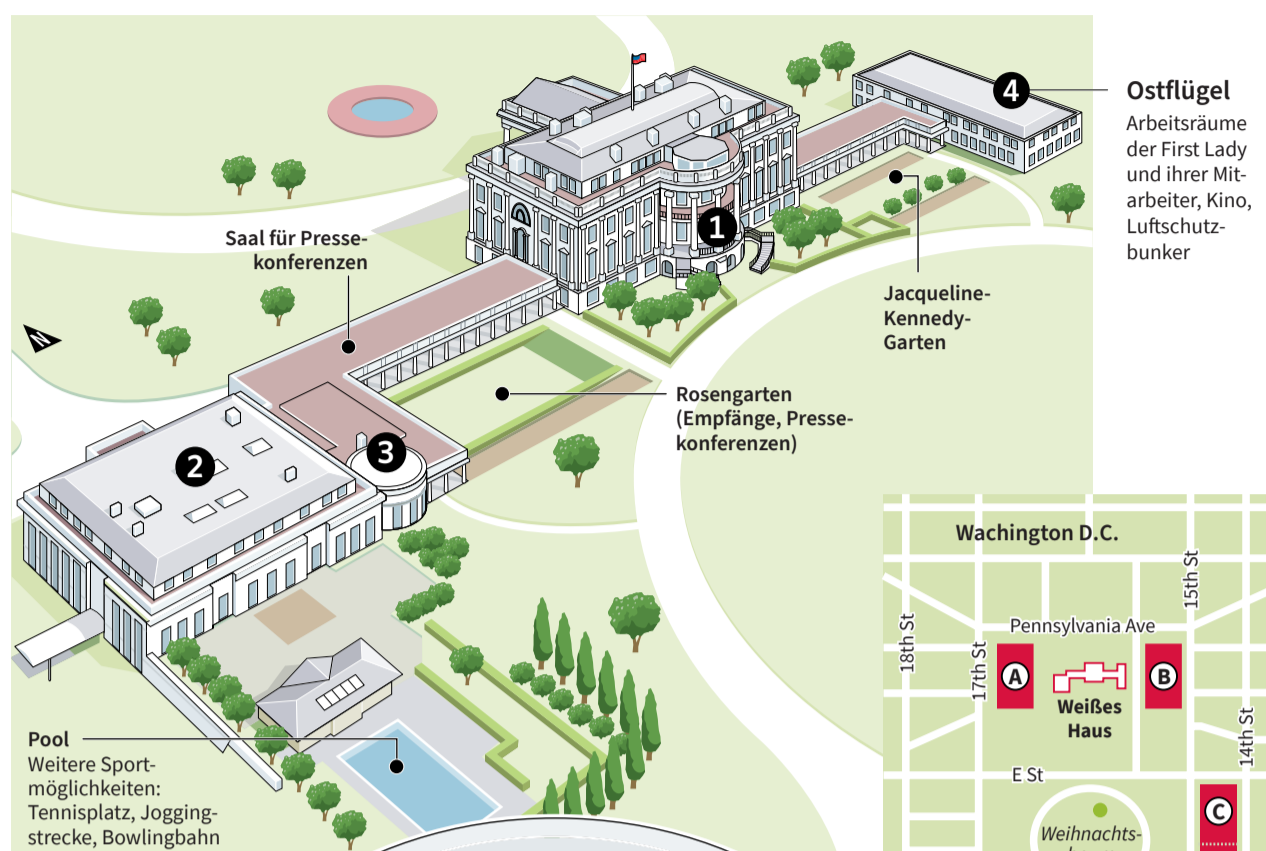 4
Ostflügel
Arbeitsräume
der First Lady
und ihrer Mit-
arbeiter, Kino,
Luftschutz-
bunker
1
Saal für Presse-
konferenzen
Jacqueline-
Kennedy-
Garten
N
Rosengarten
(Empfänge, Presse-
konferenzen)
2
3
Pool
Weitere Sport-
möglichkeiten:
Tennisplatz, Jogging-
strecke, Bowlingbahn
Wachington D.C.
15th St
Pennsylvania Ave
18th St
17th St
A
B
Weißes
Haus
14th St
E St
C
Weihnachts-